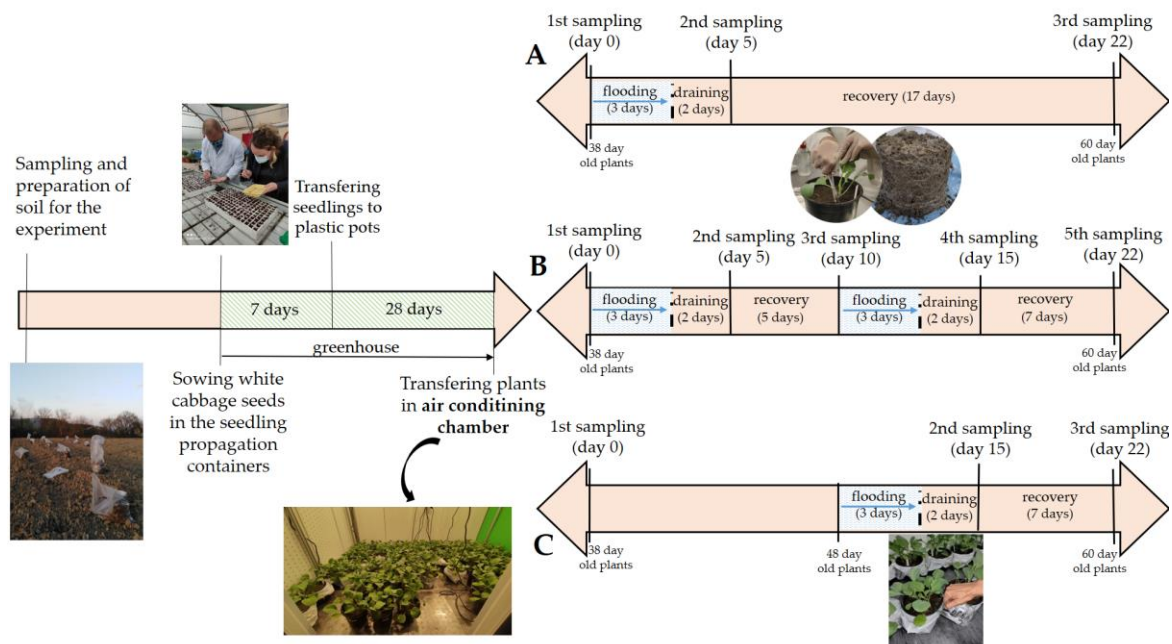 Sampling and
preparation of
soil for the
experiment
Transfering
seedlings to
plastic pots
7 days
28 days
greenhouse
Sowing white
cabbage seeds
in the seedling
propagation
containers
Transfering plants
in air conditining
chamber
A
1st sampling
(day 0)
2nd sampling
(day 5)
3rd sampling
(day 22)
flooding
(3 days)
draining
(2 days)
recovery (17 days)
38 day
old plants
60 day
old plants
B
1st sampling
(day 0)
2nd sampling
(day 5)
3rd sampling
(day 10)
4th sampling
(day 15)
5th sampling
(day 22)
flooding
(3 days)
draining
(2 days)
recovery
(5 days)
flooding
(3 days)
draining
(2 days)
recovery
(7 days)
38 day
old plants
60 day
old plants
C
1st sampling
(day 0)
2nd sampling
(day 15)
3rd sampling
(day 22)
flooding
(3 days)
draining
(2 days)
recovery
(7 days)
38 day
old plants
48 day
old plants
60 day
old plants